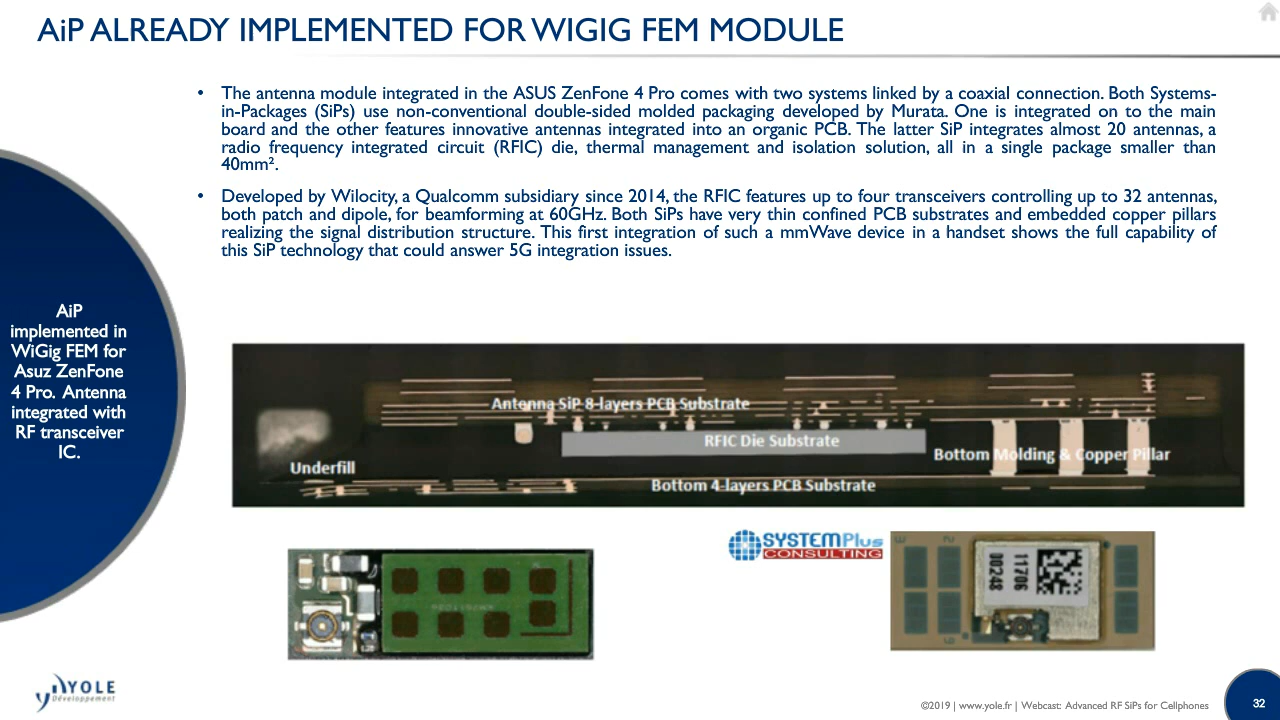 AiP ALREADY IMPLEMENTED FOR WIGIG FEM MODULE
• The antenna module integrated in the ASUS ZenFone 4 Pro comes with two systems linked by a coaxial connection. Both Systems-
in-Packages (SiPs) use non-conventional double-sided molded packaging developed by Murata. One is integrated on to the main
board and the other features innovative antennas integrated into an organic PCB. The latter SiP integrates almost 20 antennas, a
radio frequency integrated circuit (RFIC) die, thermal management and isolation solution, all in a single package smaller than
40mm².
• Developed by Wilocity, a Qualcomm subsidiary since 2014, the RFIC features up to four transceivers controlling up to 32 antennas,
both patch and dipole, for beamforming at 60GHz. Both SiPs have very thin confined PCB substrates and embedded copper pillars
realizing the signal distribution structure. This first integration of such a mmWave device in a handset shows the full capability of
this SiP technology that could answer 5G integration issues.
AiP
implemented in
WiGig FEM for
Asuz ZenFone
4 Pro. Antenna
integrated with
RF transceiver
IC.
Antenna SiP 8-layers PCB Substrate
RFIC Die Substrate
Bottom Molding & Copper Pillar
Underfill
Bottom 4-layers PCB Substrate
SYSTEMPlus
CONSULTING
11706
00248
YOLE
Développement
©2019 | www.yole.fr | Webcast: Advanced RF SiPs for Cellphones
32